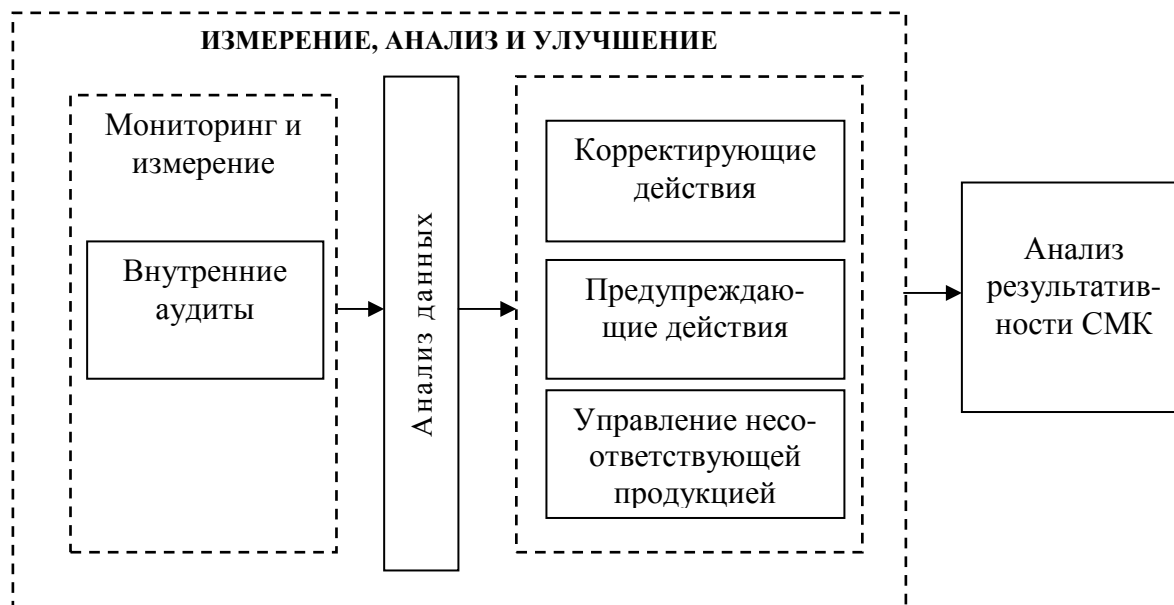 ИЗМЕРЕНИЕ, АНАЛИЗ И УЛУЧШЕНИЕ
Мониторинг и
измерение
Внутренние
аудиты
Анализ данных
Корректирующие
действия
Предупреждаю-
щие действия
Управление несо-
ответствующей
продукцией
Анализ
результатив-
ности СМК